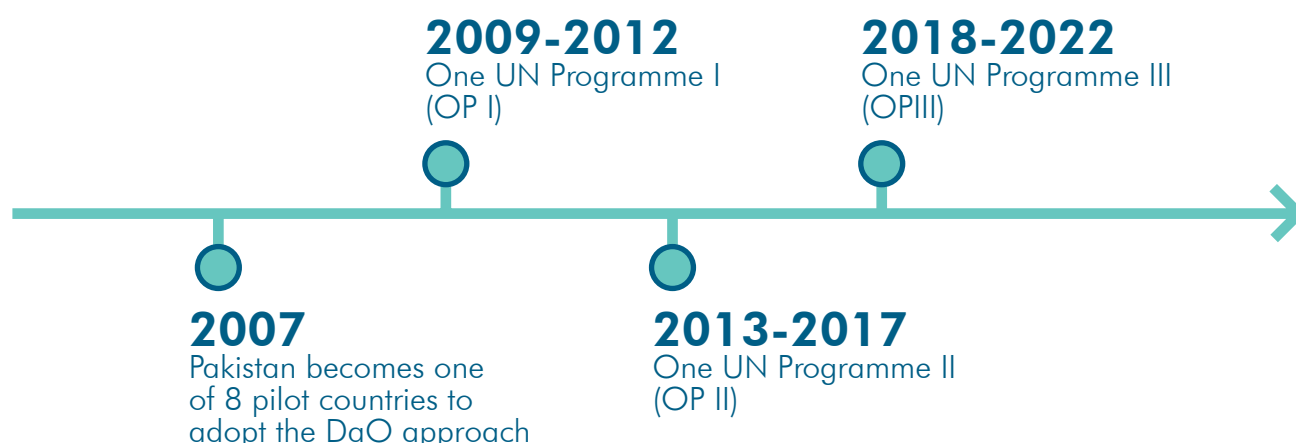 2009-2012
One UN Programme I
(OP I)
2018-2022
One UN Programme III
(OPIII)
2007
Pakistan becomes one
of 8 pilot countries to
adopt the DaO approach
2013-2017
One UN Programme II
(OP II)